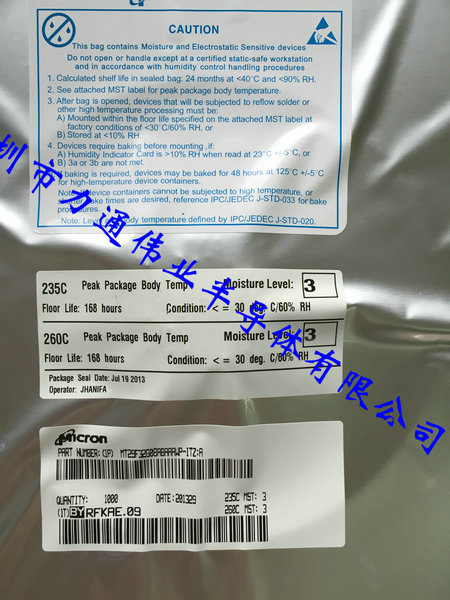 CAUTION
This bag contains Moisture and Electrostatic Sensitive devices
Do not open or handle except at a certified static-safe workstation
and in accordance with humidity control handling procedures
1. Calculated shelf life in sealed bag: 24 months at <40°C and <90% RH.
2. See attached MST label for peak package body temperature.
3. After bag is opened, devices that will be subjected to reflow solder or
other high temperature processing must be:
A) Mounted within the floor life specified on the attached MST label at
factory conditions of <30°C/60% RH, or
B) Stored at <10% RH.
4. Devices require baking before mounting, if:
A) Humidity Indicator Card is >10% RH when read at 23°C +/-5°C, or
B) 3a or 3b are not met.
baking is required, devices may be baked for 48 hours at 125°C +/-5°C
for high-temperature device containers.
Note: device containers cannot be subjected to high temperature, or
bake times are desired, reference IPC/JEDEC J-STD-033 for bake
procedures.
Note: Level and body temperature defined by IPC/JEDEC J-STD-020.
圳市力通伟业半导体有限公司
235C Peak Package Body Temp Moisture Level: 3
Floor Life: 168 hours Condition: < = 30 deg. C/60% RH
260C Peak Package Body Temp Moisture Level: 3
Floor Life: 168 hours Condition: < = 30 deg. C/60% RH
Package Seal Date: Jul 19 2013
Operator: JHANIFA
Micron
PART NUMBER:(1P) MT29F32G08ABAAAWP-ITZ:A
QUANTITY: 1000 DATE:201329 235C MST: 3
260C MST: 3
(1T)BYRFKAE.09